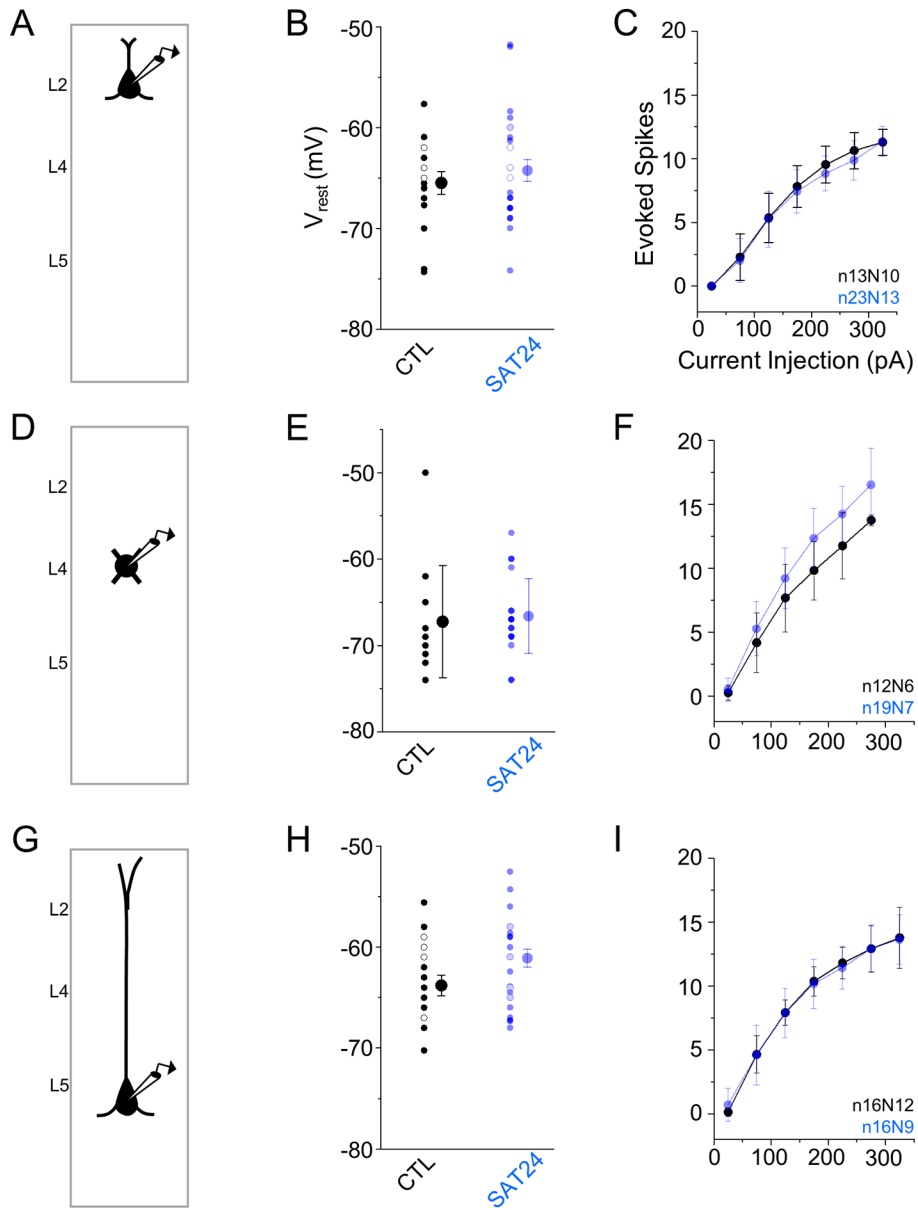 A
L2
L4
L5
B
-50
-60
-70
-80
Vrest (mV)
CTL
SAT24
C
20
15
10
5
0
Evoked Spikes
n13N10
n23N13
0 100 200 300
Current Injection (pA)
D
L2
L4
L5
E
-50
-60
-70
-80
CTL
SAT24
F
20
15
10
5
0
n12N6
n19N7
0 100 200 300
G
L2
L4
L5
H
-50
-60
-70
-80
CTL
SAT24
I
20
15
10
5
0
n16N12
n16N9
0 100 200 300